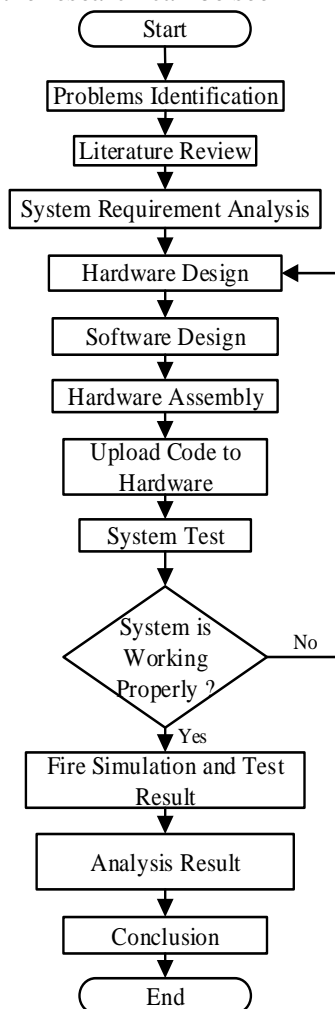 Start
Problems Identification
Literature Review
System Requirement Analysis
Hardware Design
Software Design
Hardware Assembly
Upload Code to
Hardware
System Test
System is
Working
Properly ?
No
Yes
Fire Simulation and Test
Result
Analysis Result
Conclusion
End